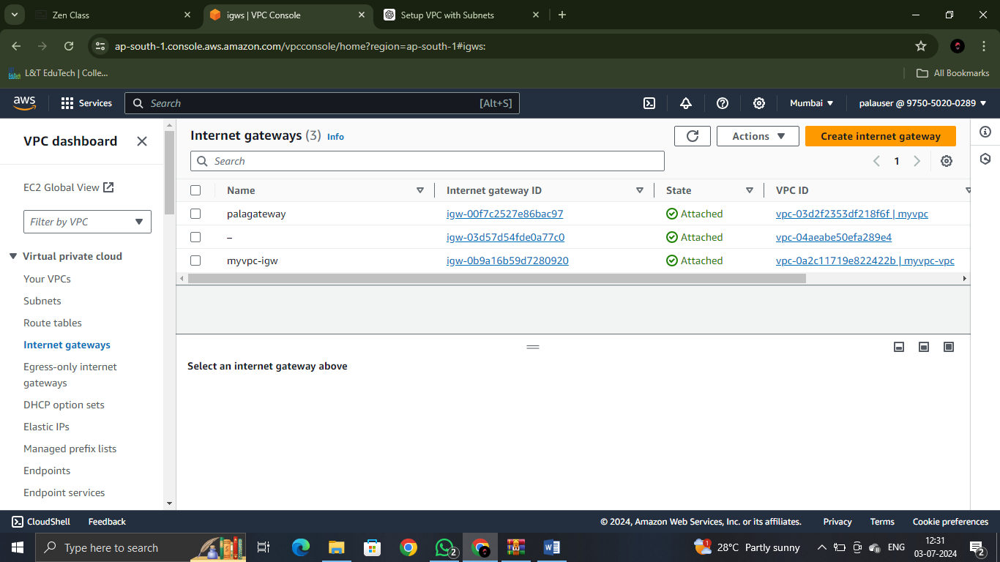 Zen Class
igws | VPC Console
Setup VPC with Subnets
ap-south-1.console.aws.amazon.com/vpcconsole/home?region=ap-south-1#igws:
L&T EduTech | Colle...
All Bookmarks
aws
Services
Search
[Alt+S]
Mumbai
palauser @ 9750-5020-0289
VPC dashboard
EC2 Global View
Filter by VPC
Virtual private cloud
Your VPCs
Subnets
Route tables
Internet gateways
Egress-only internet
gateways
DHCP option sets
Elastic IPs
Managed prefix lists
Endpoints
Endpoint services
Internet gateways (3) Info
Actions
Create internet gateway
Search
1
Name Internet gateway ID State VPC ID
palagateway igw-00f7c2527e86bac97 Attached vpc-03d2f2353df218f6f | myvpc
– igw-03d57d54fde0a77c0 Attached vpc-04aeabe50efa289e4
myvpc-igw igw-0b9a16b59d7280920 Attached vpc-0a2c11719e822422b | myvpc-vpc
Select an internet gateway above
CloudShell
Feedback
© 2024, Amazon Web Services, Inc. or its affiliates.
Privacy
Terms
Cookie preferences
Type here to search
2
28°C Partly sunny
ENG
12:31
03-07-2024
2